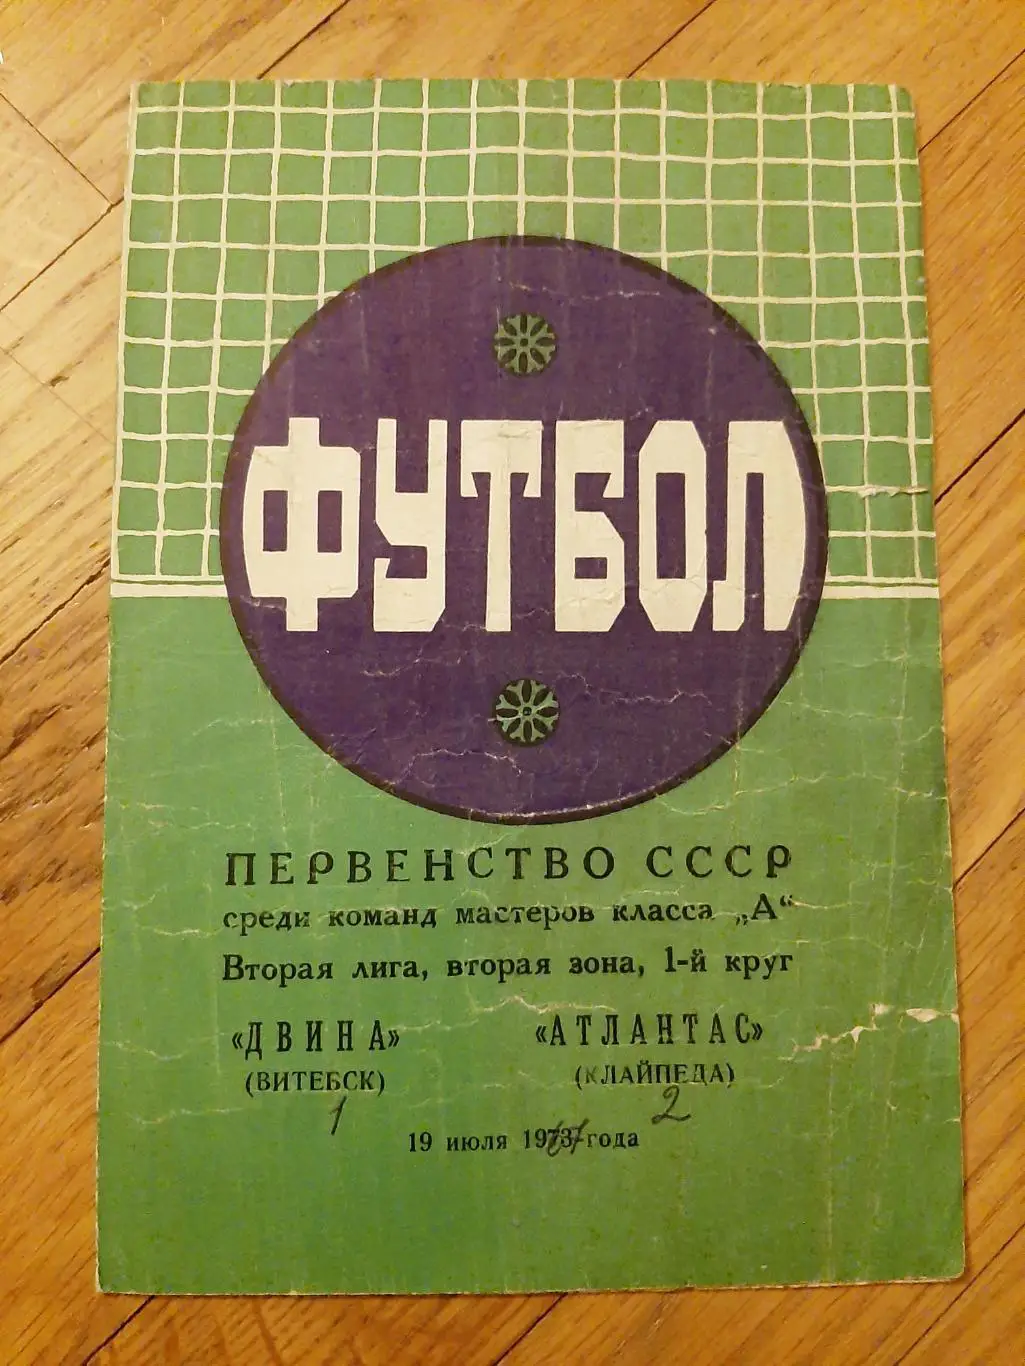 ФУТБОЛ
ПЕРВЕНСТВО СССР
среди команд мастеров класса „А“
Вторая лига, вторая зона, 1-й круг
«ДВИНА» «АТЛАНТАС»
(ВИТЕБСК) (КЛАЙПЕДА)
1 2
19 июля 1973 года